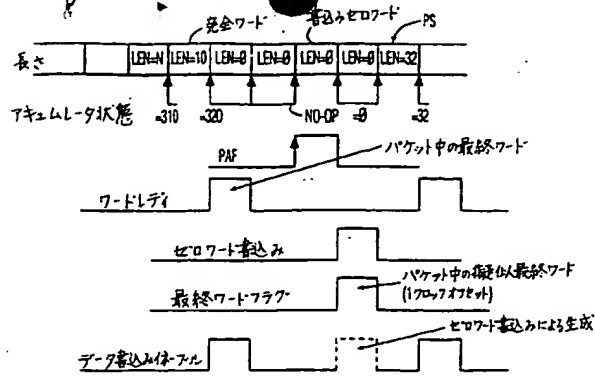 完全ワード
書込みゼロワード
PS
長さ LEN=N LEN=10 LEN=0 LEN=0 LEN=0 LEN=0 LEN=32
アキュムレータ状態 =310 =320 NO-OP =0 =32
PAF
パケット中の最終ワード
ワードレディ
ゼロワード書込み
パケット中の擬似最終ワード
(1クロックオフセット)
最終ワードフラグ
ゼロワード書込みによる生成
データ書込みイネーブル